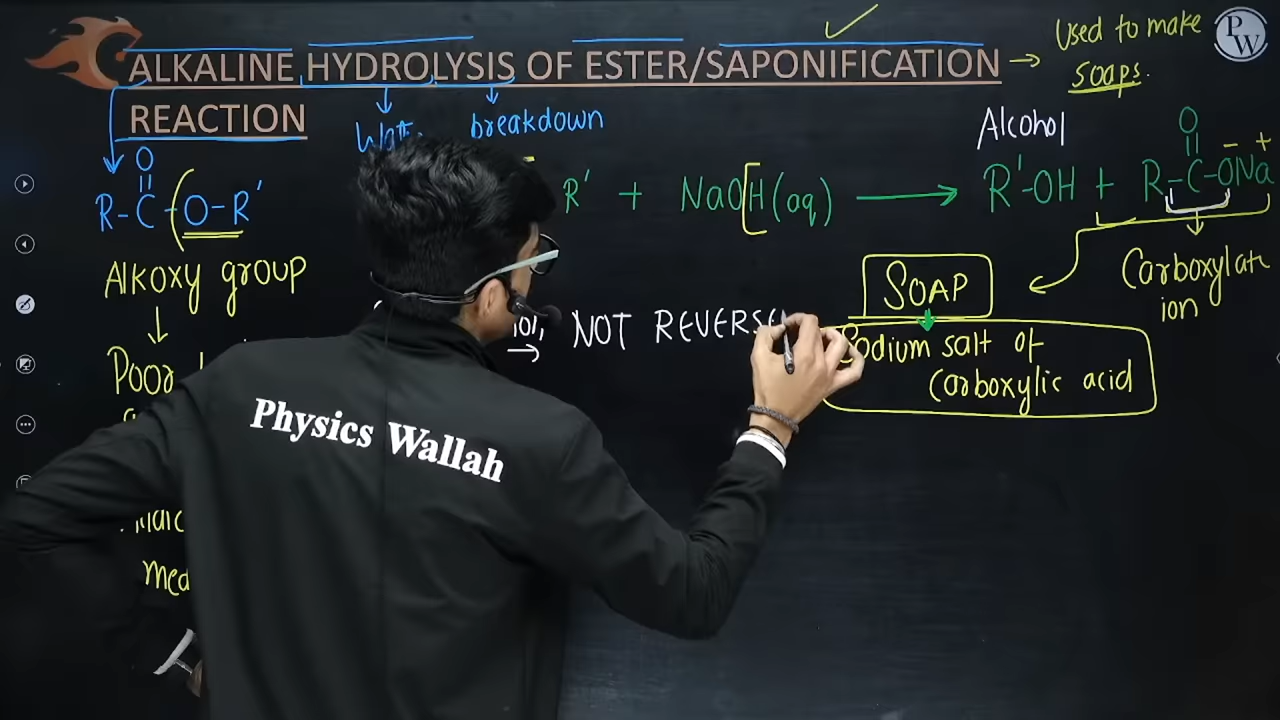 ALKALINE HYDROLYSIS OF ESTER/SAPONIFICATION → Used to make soaps.
REACTION
breakdown
PW
Alcohol
O
R-C-O-R'
R' + NaOH(aq) → R'-OH + R-C-ONa
O
- +
Alkoxy group
SOAP
Carboxylate ion
NOT REVERSE
Poor
Sodium salt of
carboxylic acid
Physics Wallah